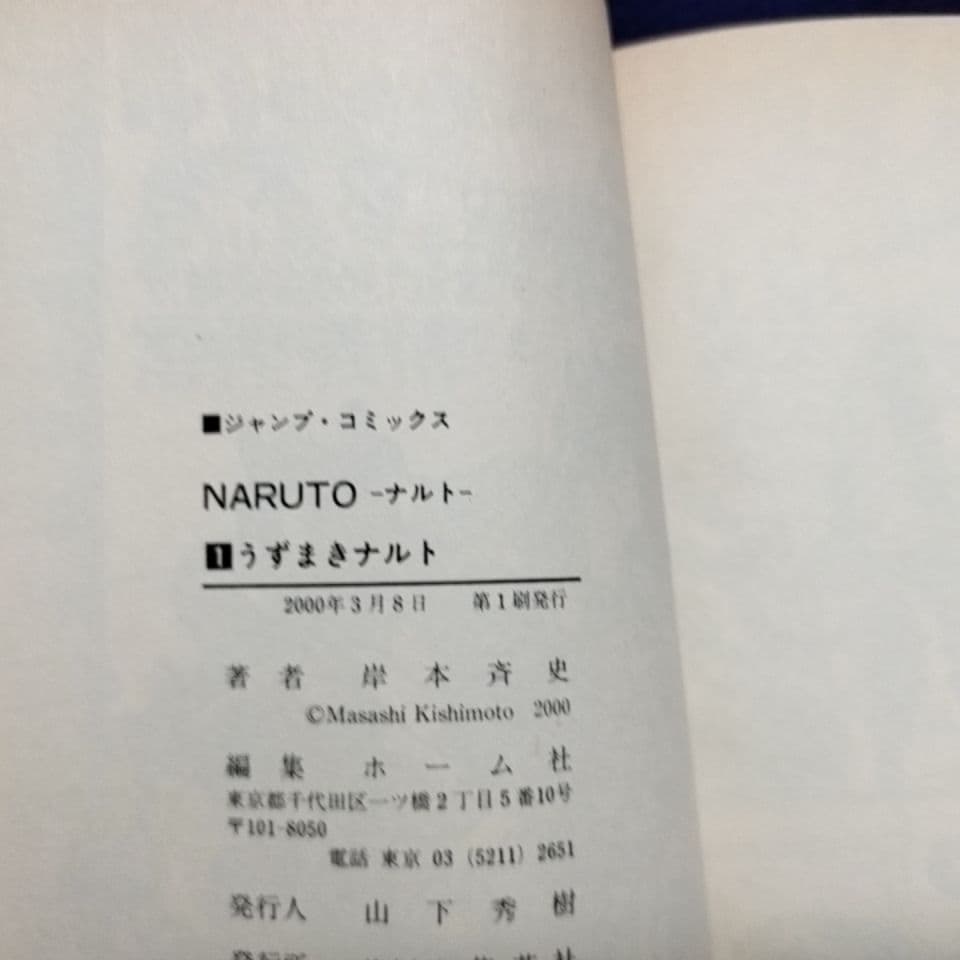 ■ジャンプ・コミックス
NARUTO -ナルト-
1うずまきナルト
2000年3月8日 第1刷発行
著者 岸本斉史
©Masashi Kishimoto 2000
編集 ホーム社
東京都千代田区一ツ橋2丁目5番10号
〒101-8050
電話 東京 03 (5211) 2651
発行人 山下秀樹